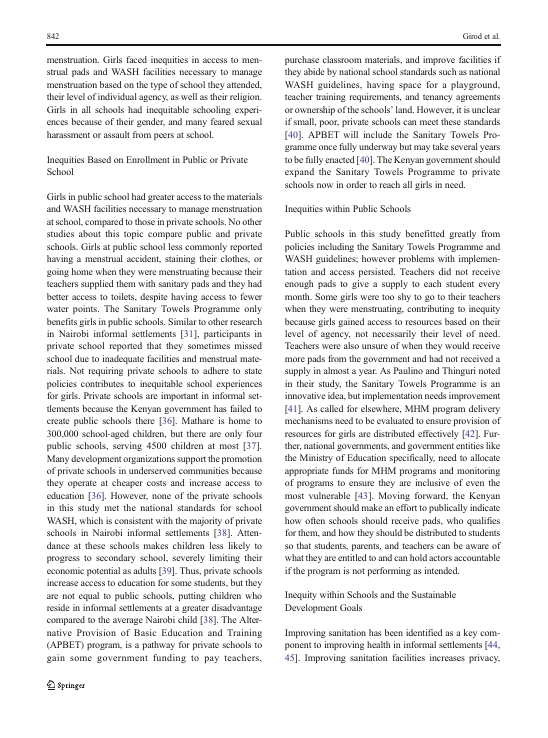 842
Girod et al.
menstruation. Girls faced inequities in access to men-
strual pads and WASH facilities necessary to manage
menstruation based on the type of school they attended,
their level of individual agency, as well as their religion.
Girls in all schools had inequitable schooling experi-
ences because of their gender, and many feared sexual
harassment or assault from peers at school.
Inequities Based on Enrollment in Public or Private
School
Girls in public school had greater access to the materials
and WASH facilities necessary to manage menstruation
at school, compared to those in private schools. No other
studies about this topic compare public and private
schools. Girls at public school less commonly reported
having a menstrual accident, staining their clothes, or
going home when they were menstruating because their
teachers supplied them with sanitary pads and they had
better access to toilets, despite having access to fewer
water points. The Sanitary Towels Programme only
benefits girls in public schools. Similar to other research
in Nairobi informal settlements [31], participants in
private school reported that they sometimes missed
school due to inadequate facilities and menstrual mate-
rials. Not requiring private schools to adhere to state
policies contributes to inequitable school experiences
for girls. Private schools are important in informal set-
tlements because the Kenyan government has failed to
create public schools there [36]. Mathare is home to
300,000 school-aged children, but there are only four
public schools, serving 4500 children at most [37].
Many development organizations support the promotion
of private schools in underserved communities because
they operate at cheaper costs and increase access to
education [36]. However, none of the private schools
in this study met the national standards for school
WASH, which is consistent with the majority of private
schools in Nairobi informal settlements [38]. Atten-
dance at these schools makes children less likely to
progress to secondary school, severely limiting their
economic potential as adults [39]. Thus, private schools
increase access to education for some students, but they
are not equal to public schools, putting children who
reside in informal settlements at a greater disadvantage
compared to the average Nairobi child [38]. The Alter-
native Provision of Basic Education and Training
(APBET) program, is a pathway for private schools to
gain some government funding to pay teachers,
purchase classroom materials, and improve facilities if
they abide by national school standards such as national
WASH guidelines, having space for a playground,
teacher training requirements, and tenancy agreements
or ownership of the schools' land. However, it is unclear
if small, poor, private schools can meet these standards
[40]. APBET will include the Sanitary Towels Pro-
gramme once fully underway but may take several years
to be fully enacted [40]. The Kenyan government should
expand the Sanitary Towels Programme to private
schools now in order to reach all girls in need.
Inequities within Public Schools
Public schools in this study benefitted greatly from
policies including the Sanitary Towels Programme and
WASH guidelines; however problems with implemen-
tation and access persisted. Teachers did not receive
enough pads to give a supply to each student every
month. Some girls were too shy to go to their teachers
when they were menstruating, contributing to inequity
because girls gained access to resources based on their
level of agency, not necessarily their level of need.
Teachers were also unsure of when they would receive
more pads from the government and had not received a
supply in almost a year. As Paulino and Thinguri noted
in their study, the Sanitary Towels Programme is an
innovative idea, but implementation needs improvement
[41]. As called for elsewhere, MHM program delivery
mechanisms need to be evaluated to ensure provision of
resources for girls are distributed effectively [42]. Fur-
ther, national governments, and government entities like
the Ministry of Education specifically, need to allocate
appropriate funds for MHM programs and monitoring
of programs to ensure they are inclusive of even the
most vulnerable [43]. Moving forward, the Kenyan
government should make an effort to publically indicate
how often schools should receive pads, who qualifies
for them, and how they should be distributed to students
so that students, parents, and teachers can be aware of
what they are entitled to and can hold actors accountable
if the program is not performing as intended.
Inequity within Schools and the Sustainable
Development Goals
Improving sanitation has been identified as a key com-
ponent to improving health in informal settlements [44,
45]. Improving sanitation facilities increases privacy,
Springer